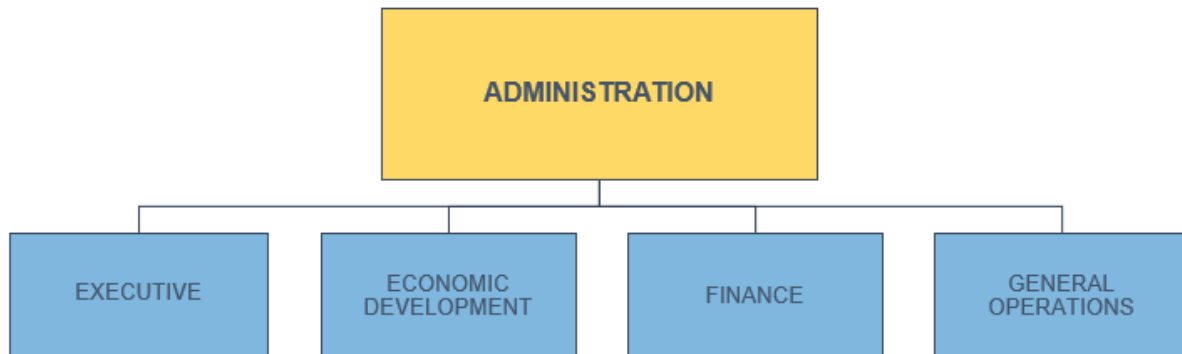 ADMINISTRATION
EXECUTIVE
ECONOMIC
DEVELOPMENT
FINANCE
GENERAL
OPERATIONS